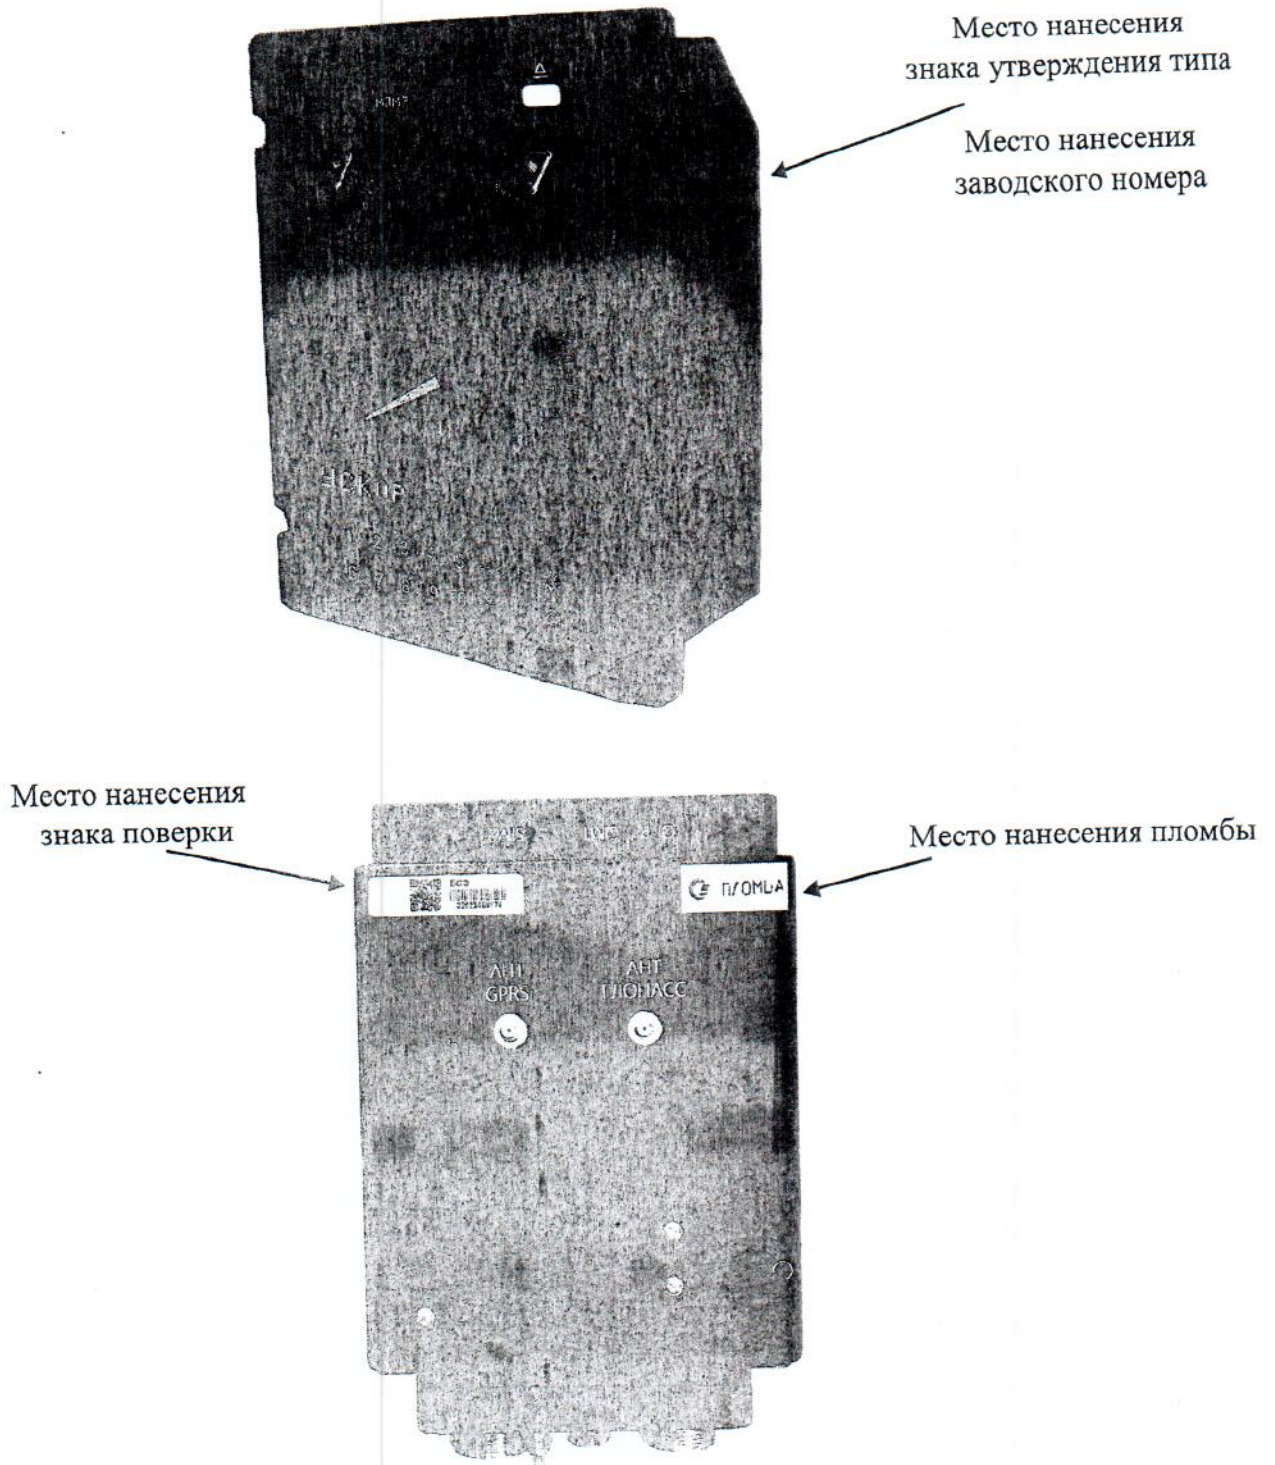 Место нанесения
знака утверждения типа
Место нанесения
заводского номера
Место нанесения
знака поверки
Место нанесения пломбы
АНТ
GPRS
АНТ
ГЛОНАСС